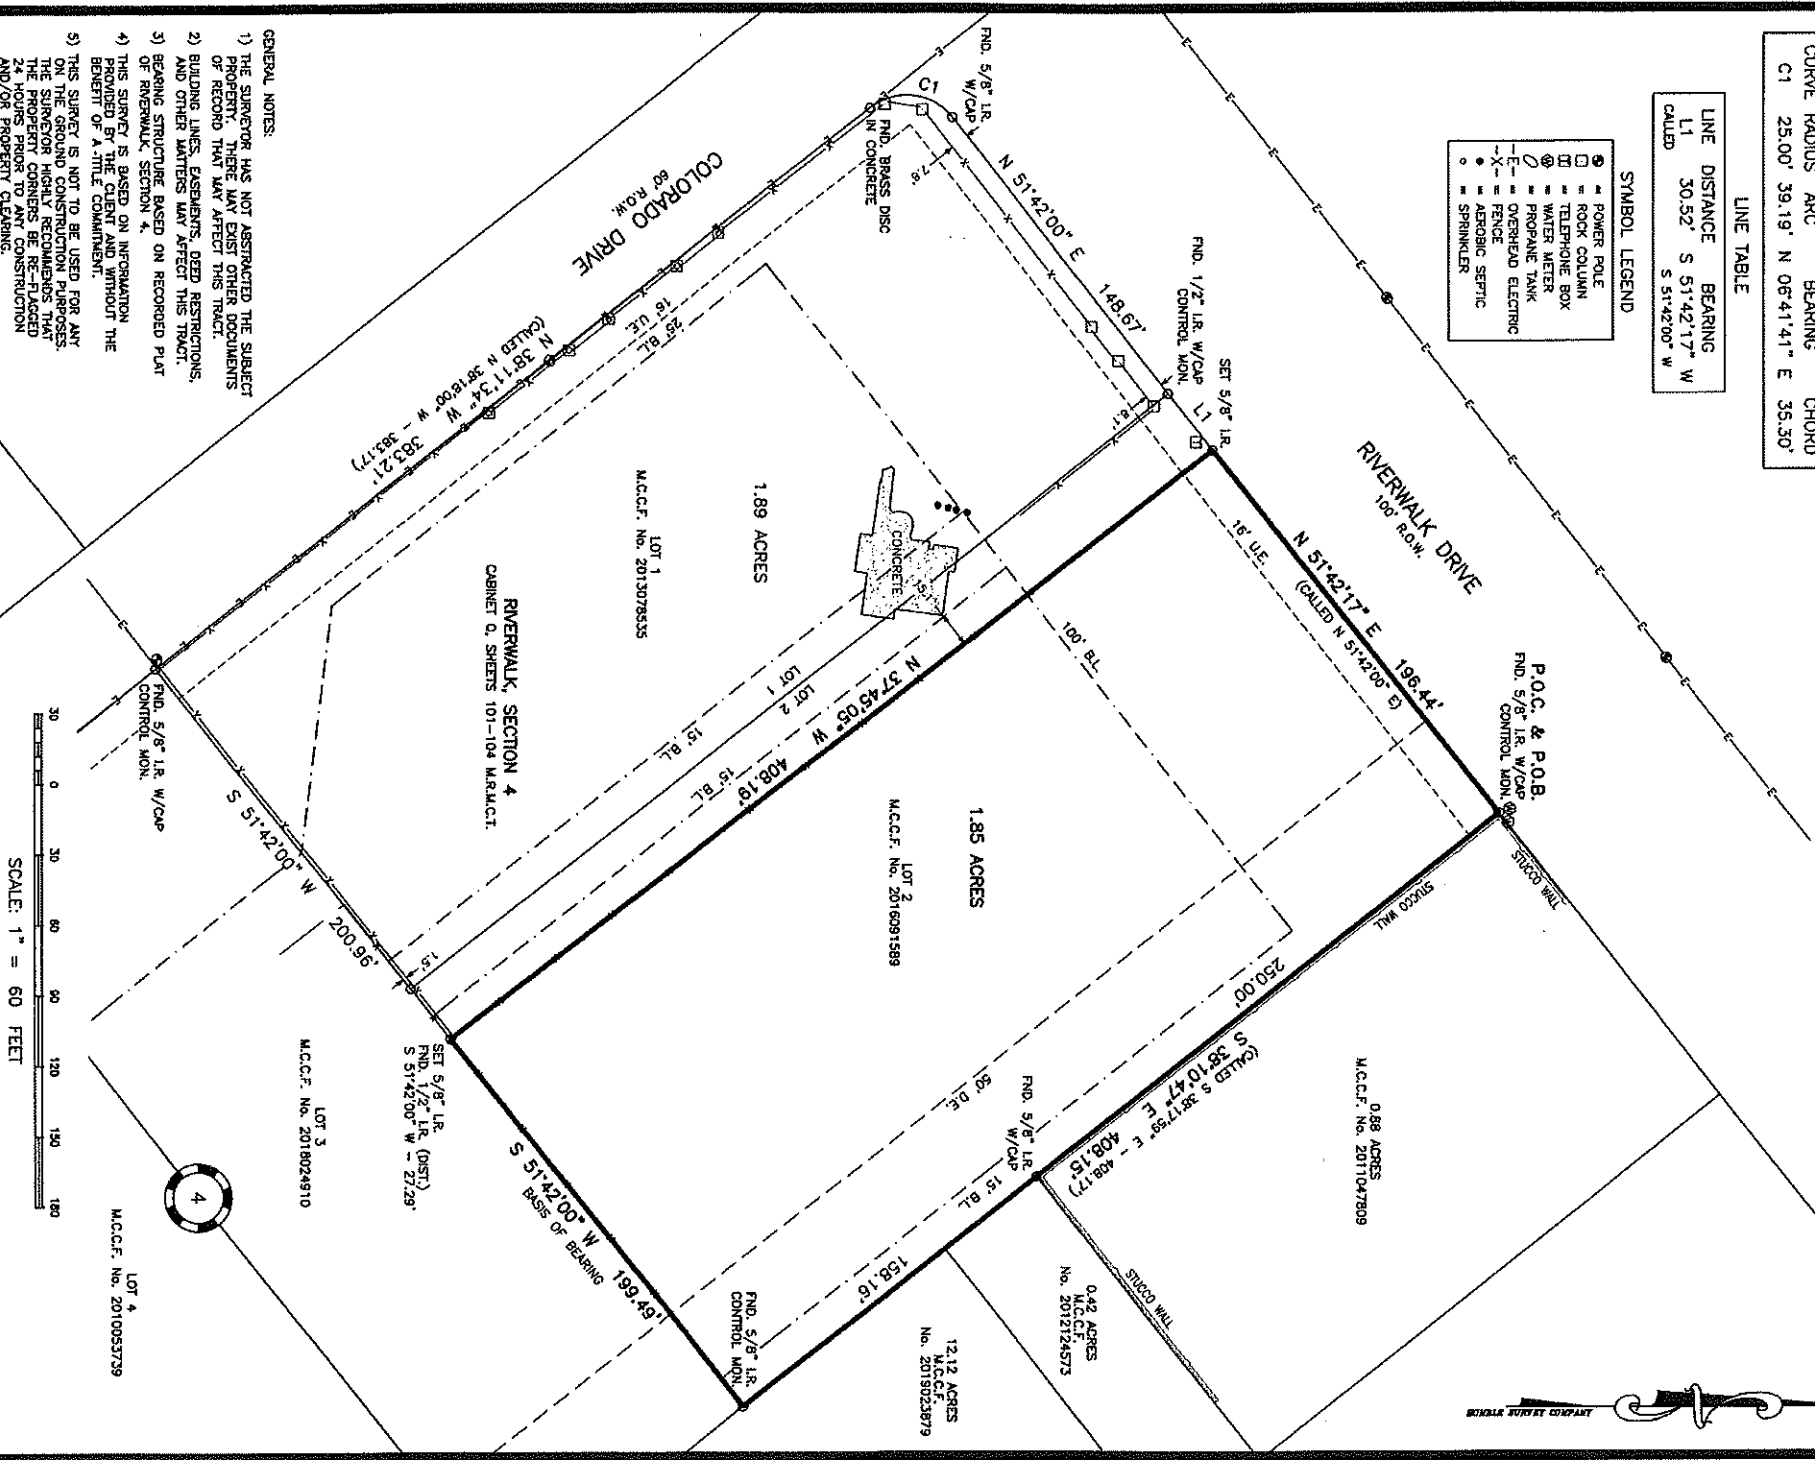 CURVE RADIUS ARC BEARING CHORD
C1 25.00' 39.19' N 06°41'41" E 35.30'
LINE TABLE
LINE DISTANCE BEARING
L1 30.52' S 51°42'17" W
CALLED S 51°42'00" W
SYMBOL LEGEND
= POWER POLE
= ROCK COLUMN
= TELEPHONE BOX
= WATER METER
= PROPANE TANK
-E- = OVERHEAD ELECTRIC
-X- = FENCE
= AEROBIC SEPTIC
= SPRINKLER
RIVERWALK DRIVE
100' R.O.W.
P.O.C. & P.O.B.
FND. 5/8" I.R. W/CAP
CONTROL MON.
STUCCO WALL
STUCCO WALL
N 51°42'17" E 196.44'
(CALLED N 51°42'00" E)
16' U.E.
SET 5/8" I.R.
L1
FND. 1/2" I.R. W/CAP
CONTROL MON.
8.1'
N 51°42'00" E 148.67'
FND. 5/8" I.R.
W/CAP
C1
7.8'
FND. BRASS DISC
IN CONCRETE
COLORADO DRIVE
60' R.O.W.
16' U.E.
25' B.L.
N 38°11'34" W 383.21'
(CALLED N 38°18'00" W - 383.17')
CONCRETE
100' B.L.
1.89 ACRES
LOT 1
M.C.C.F. No. 2013078535
RIVERWALK, SECTION 4
CABINET Q, SHEETS 101-104 M.R.M.C.T.
LOT 1
LOT 2
15' B.L.
15' B.L.
N 37°45'05" W 408.19'
1.85 ACRES
LOT 2
M.C.C.F. No. 2016091589
250.00'
S 38°10'47" E 408.15'
(CALLED S 38°17'59" E - 408.17')
50' D.E.
15' B.L.
158.16'
FND. 5/8" I.R.
W/CAP
0.88 ACRES
M.C.C.F. No. 2011047809
STUCCO WALL
0.42 ACRES
M.C.C.F.
No. 2012124573
12.12 ACRES
M.C.C.F.
No. 2019023879
FND. 5/8" I.R.
CONTROL MON.
S 51°42'00" W 199.49'
BASIS OF BEARING
SET 5/8" I.R.
FND. 1/2" I.R. (DIST.)
S 51°42'00" W - 27.29'
1.5'
S 51°42'00" W 200.96'
FND. 5/8" I.R. W/CAP
CONTROL MON.
LOT 3
M.C.C.F. No. 2018024910
LOT 4
M.C.C.F. No. 2010053739
4
GENERAL NOTES:
1) THE SURVEYOR HAS NOT ABSTRACTED THE SUBJECT
PROPERTY. THERE MAY EXIST OTHER DOCUMENTS
OF RECORD THAT MAY AFFECT THIS TRACT.
2) BUILDING LINES, EASEMENTS, DEED RESTRICTIONS,
AND OTHER MATTERS MAY AFFECT THIS TRACT.
3) BEARING STRUCTURE BASED ON RECORDED PLAT
OF RIVERWALK, SECTION 4.
4) THIS SURVEY IS BASED ON INFORMATION
PROVIDED BY THE CLIENT AND WITHOUT THE
BENEFIT OF A TITLE COMMITMENT.
5) THIS SURVEY IS NOT TO BE USED FOR ANY
ON THE GROUND CONSTRUCTION PURPOSES.
THE SURVEYOR HIGHLY RECOMMENDS THAT
THE PROPERTY CORNERS BE RE-FLAGGED
24 HOURS PRIOR TO ANY CONSTRUCTION
AND/OR PROPERTY CLEARING.
30 0 30 60 90 120 150 180
SCALE: 1" = 60 FEET
SURVEY COMPANY